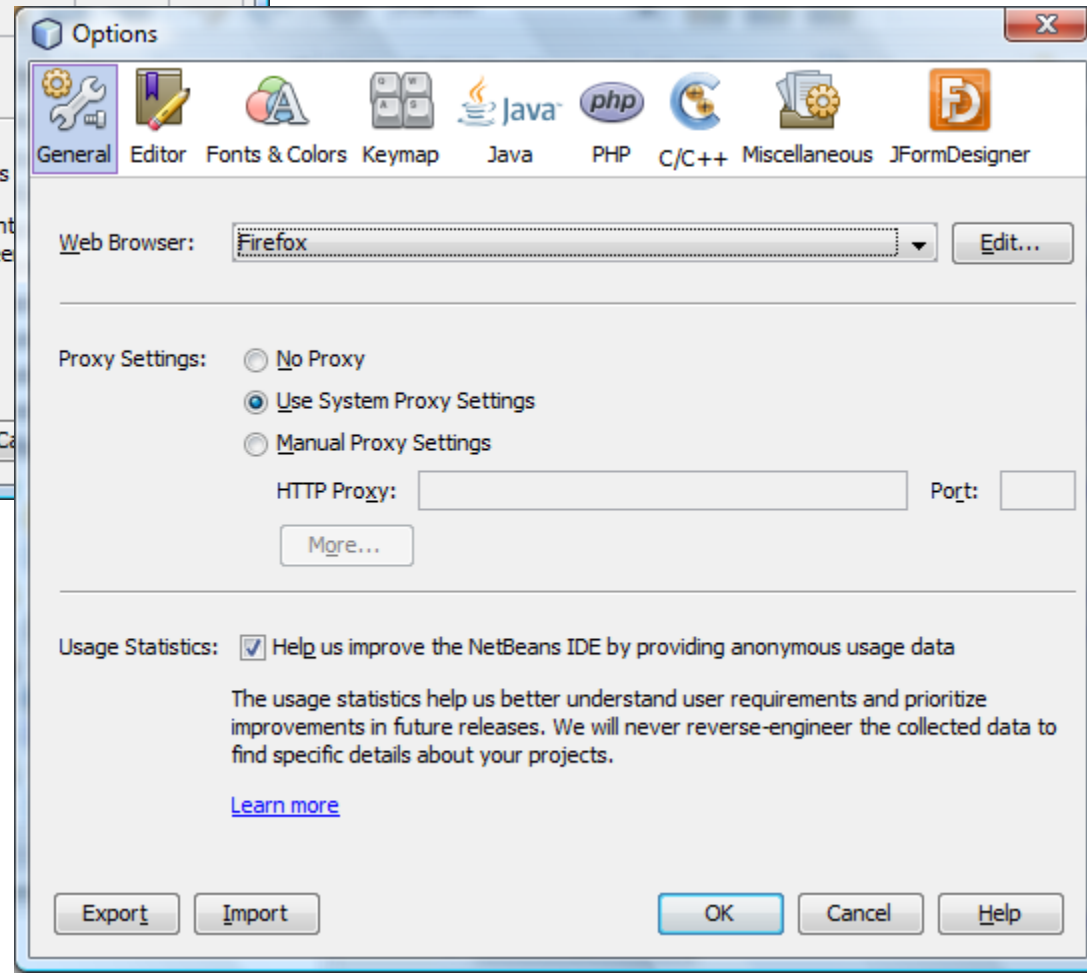 Options
General Editor Fonts & Colors Keymap Java PHP C/C++ Miscellaneous JFormDesigner
Java
php
Web Browser: Firefox Edit...
Proxy Settings: No Proxy
Use System Proxy Settings
Manual Proxy Settings
HTTP Proxy: Port:
More...
Usage Statistics: Help us improve the NetBeans IDE by providing anonymous usage data
The usage statistics help us better understand user requirements and prioritize
improvements in future releases. We will never reverse-engineer the collected data to
find specific details about your projects.
Learn more
Export Import OK Cancel Help